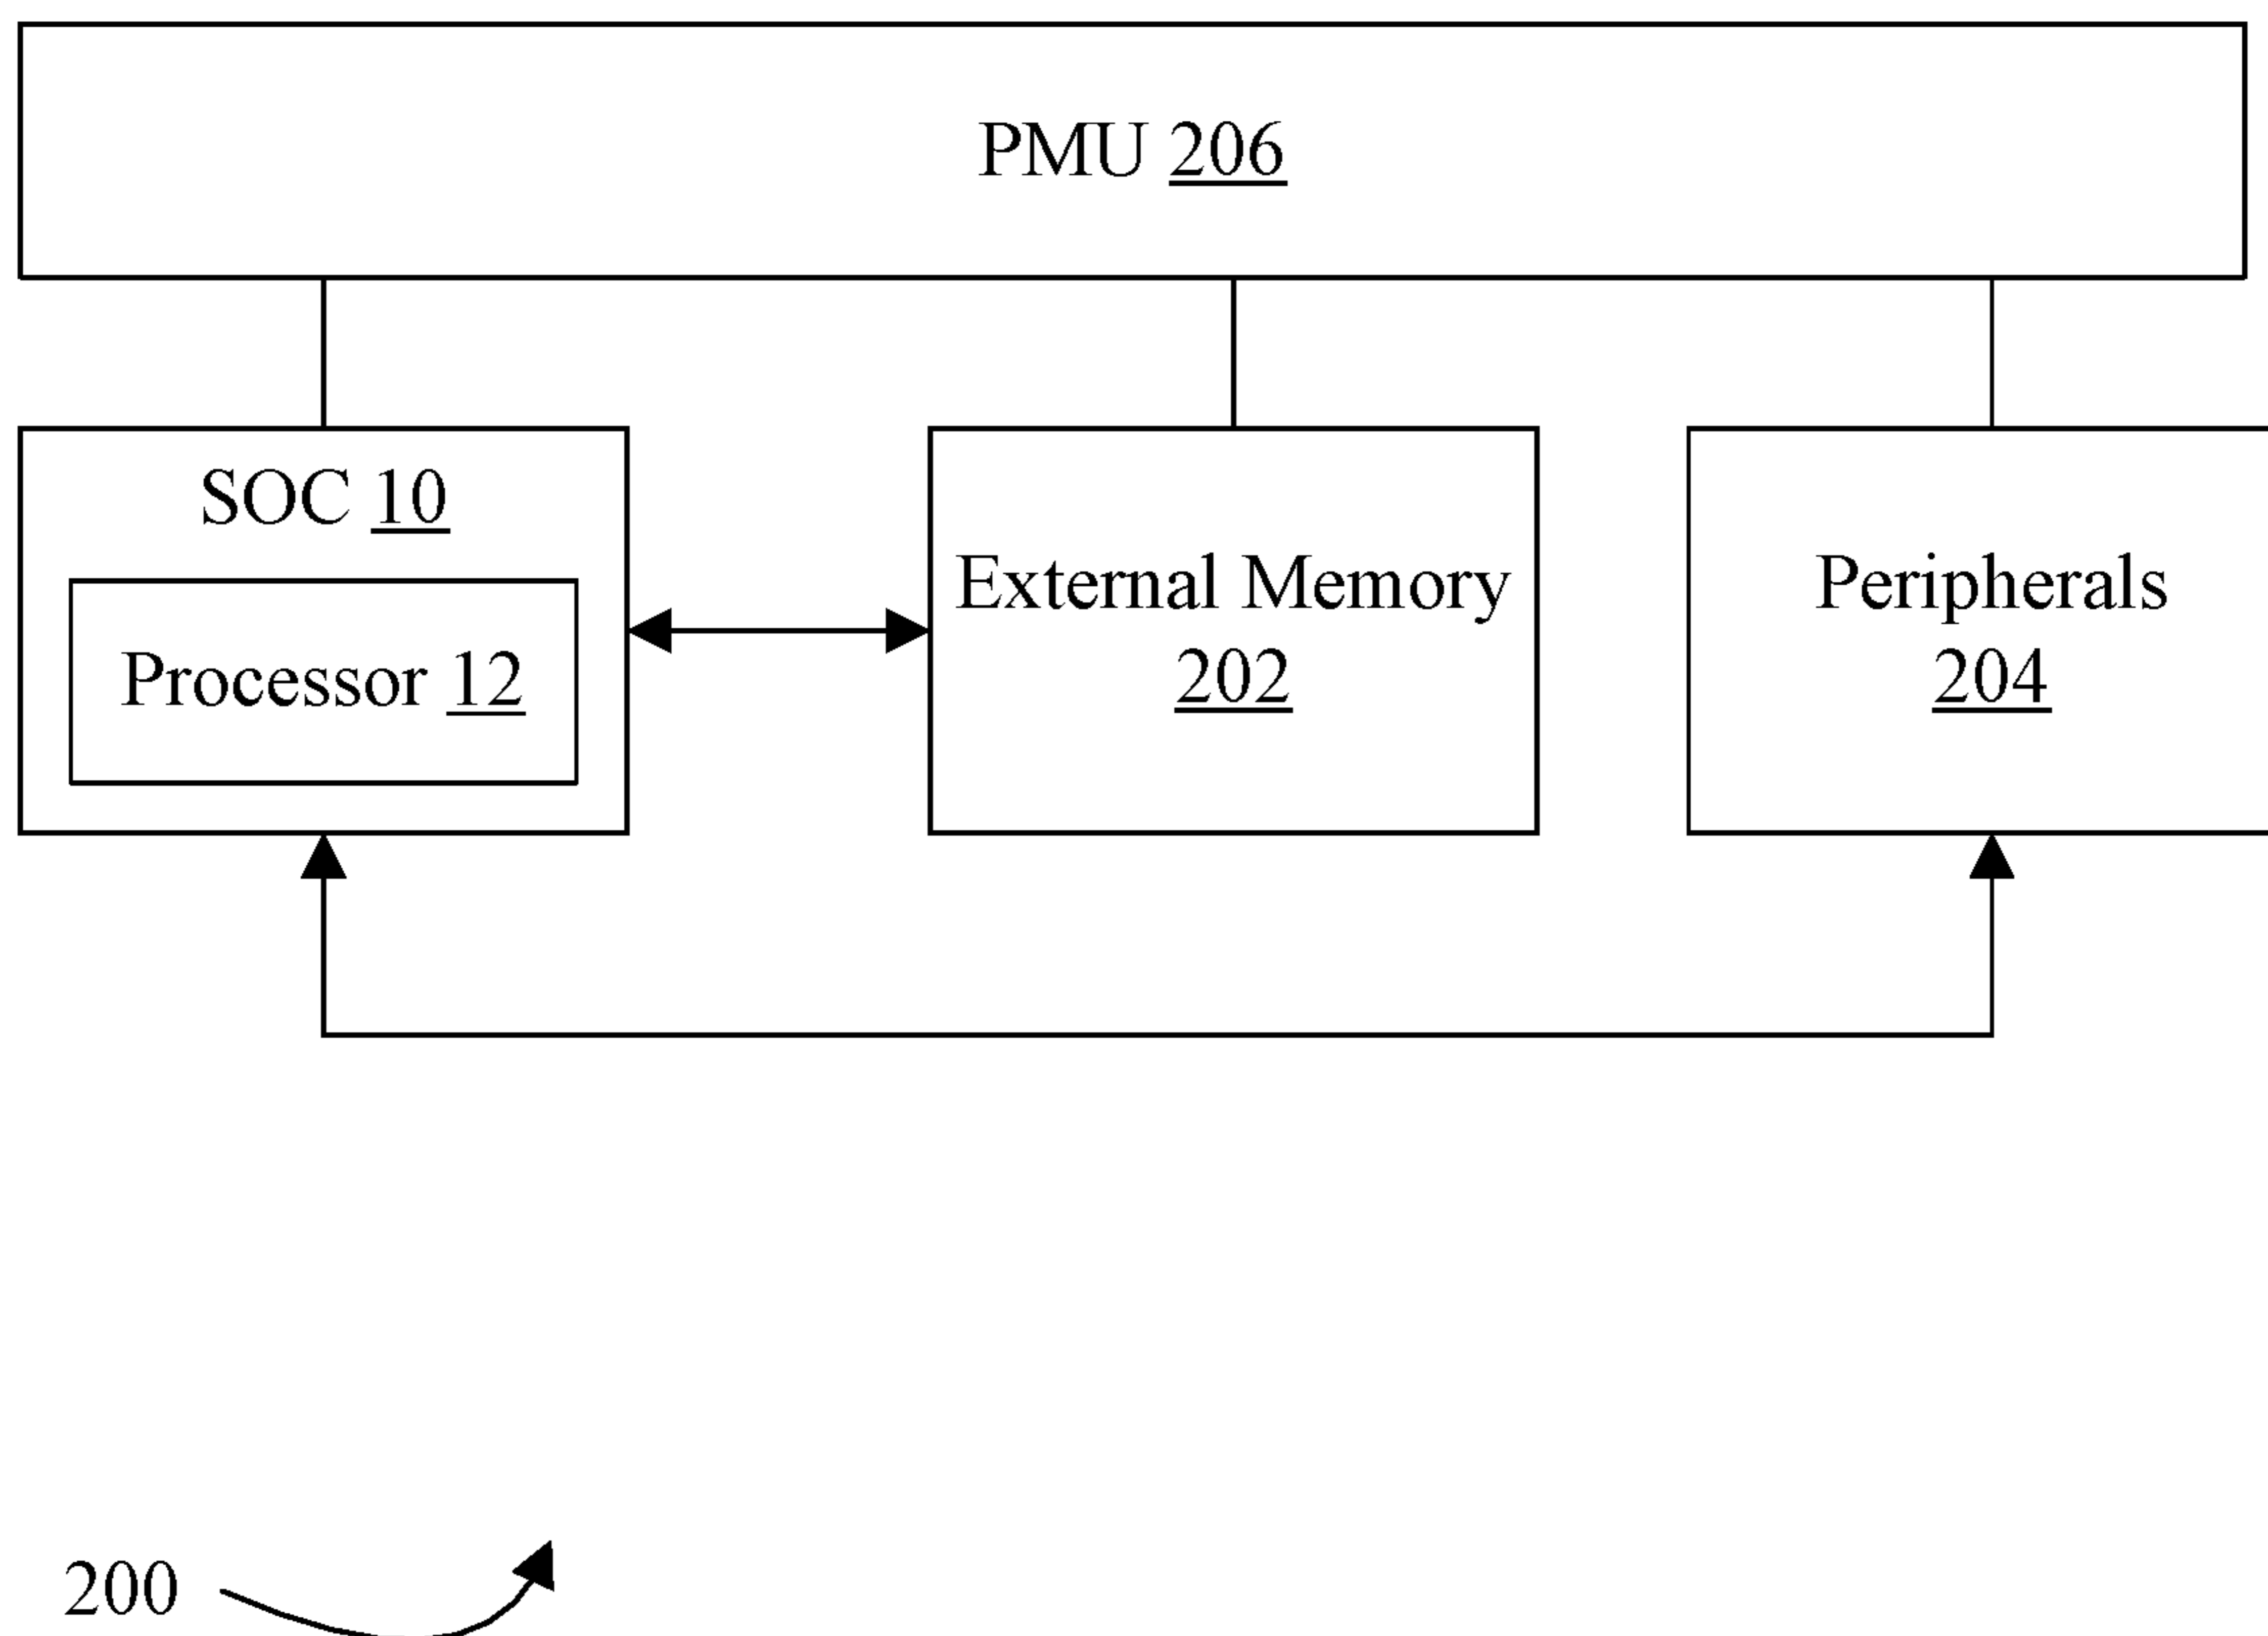 PMU 206
SOC 10
Processor 12
External Memory
202
Peripherals
204
200